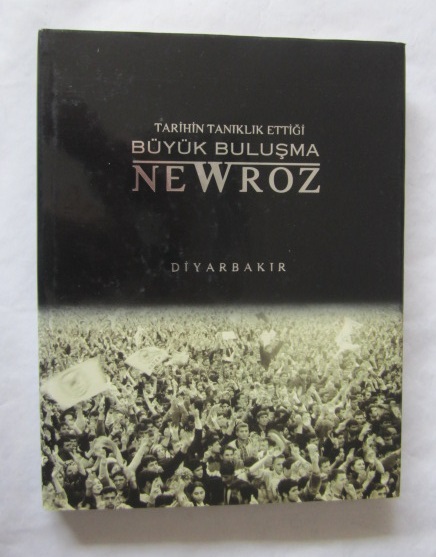 TARİHİN TANIKLIK ETTİĞİ
BÜYÜK BULUŞMA
NEWROZ
DİYARBAKIR